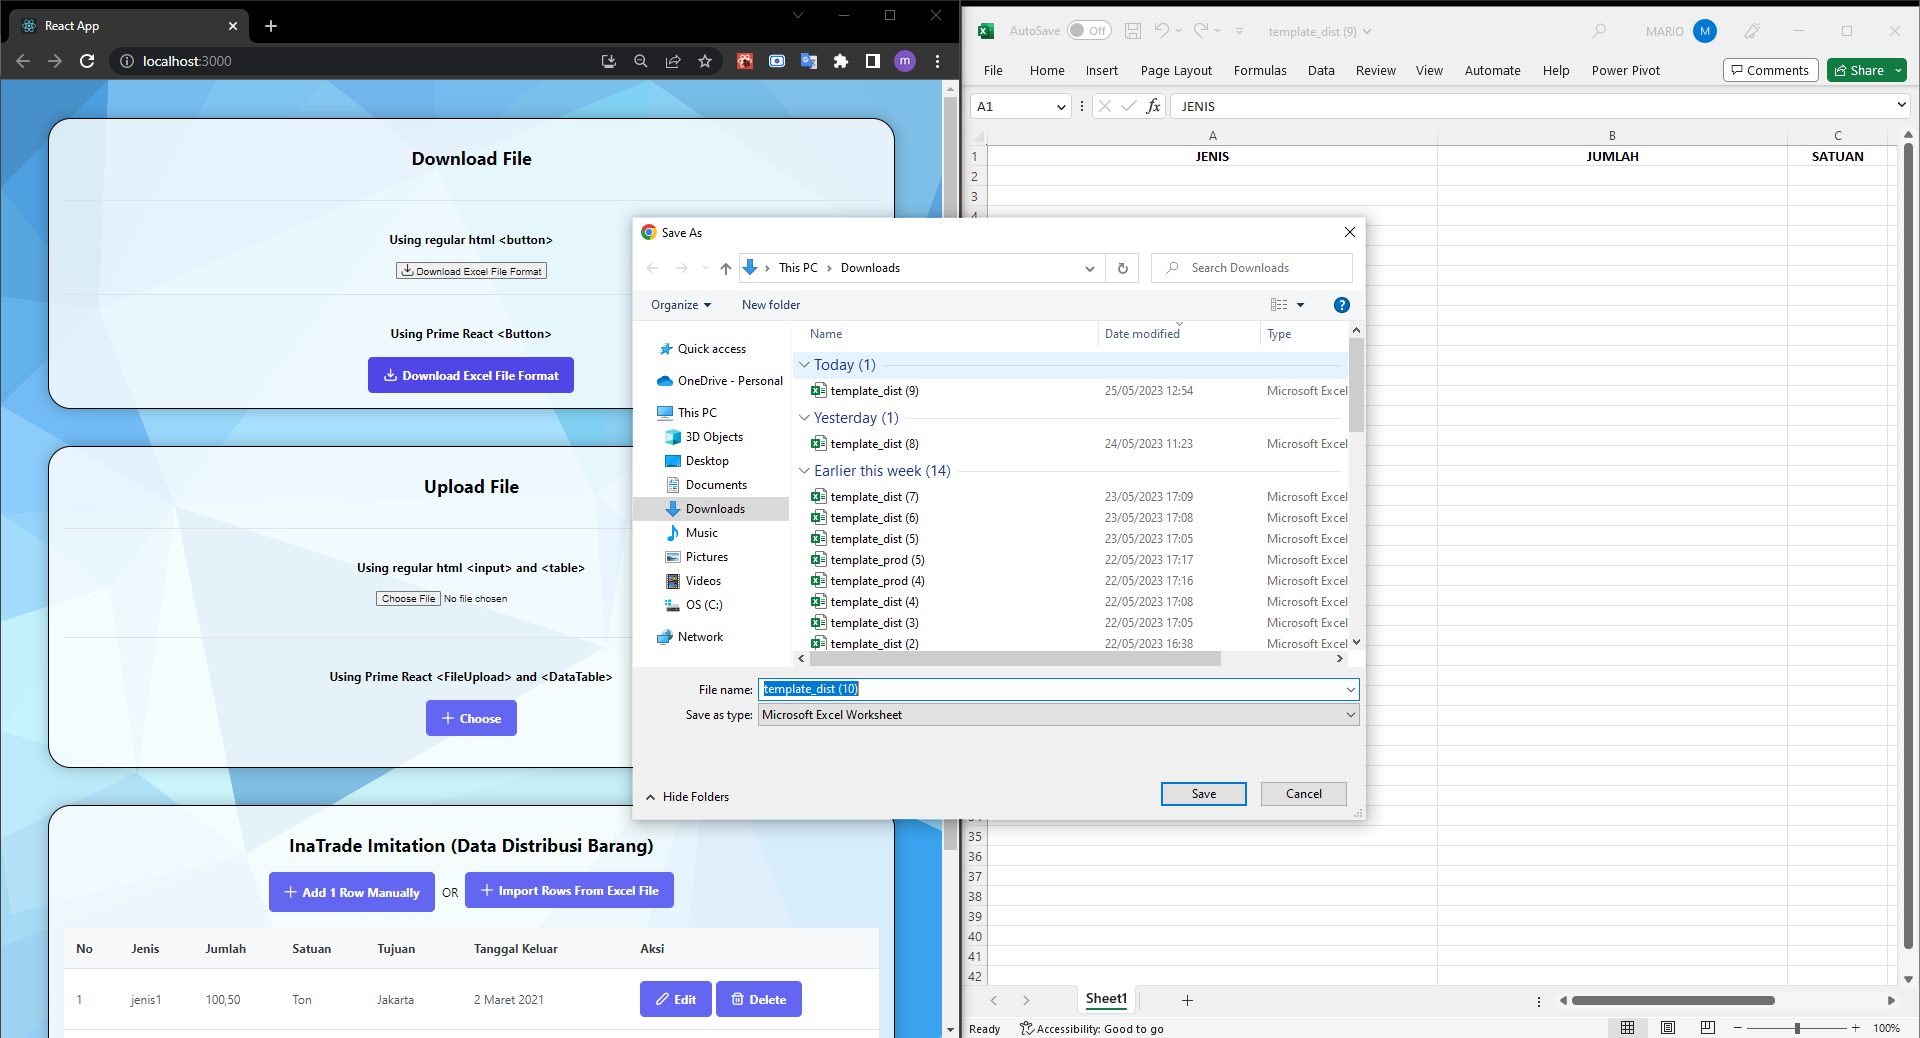 React App
localhost:3000
m
Download File
Using regular html <button>
Download Excel File Format
Using Prime React <Button>
Download Excel File Format
Upload File
Using regular html <input> and <table>
Choose File No file chosen
Using Prime React <FileUpload> and <DataTable>
Choose
InaTrade Imitation (Data Distribusi Barang)
Add 1 Row Manually OR Import Rows From Excel File
No Jenis Jumlah Satuan Tujuan Tanggal Keluar Aksi
1 jenis1 100,50 Ton Jakarta 2 Maret 2021 Edit Delete
Save As
This PC > Downloads
Search Downloads
Organize New folder
?
Quick access
OneDrive - Personal
This PC
3D Objects
Desktop
Documents
Downloads
Music
Pictures
Videos
OS (C:)
Network
Name Date modified Type
Today (1)
template_dist (9) 25/05/2023 12:54 Microsoft Excel
Yesterday (1)
template_dist (8) 24/05/2023 11:23 Microsoft Excel
Earlier this week (14)
template_dist (7) 23/05/2023 17:09 Microsoft Excel
template_dist (6) 23/05/2023 17:08 Microsoft Excel
template_dist (5) 23/05/2023 17:05 Microsoft Excel
template_prod (5) 22/05/2023 17:17 Microsoft Excel
template_prod (4) 22/05/2023 17:16 Microsoft Excel
template_dist (4) 22/05/2023 17:08 Microsoft Excel
template_dist (3) 22/05/2023 17:05 Microsoft Excel
template_dist (2) 22/05/2023 16:38 Microsoft Excel
File name: template_dist (10)
Save as type: Microsoft Excel Worksheet
Hide Folders
Save Cancel
AutoSave Off template_dist (9) MARIO M
File Home Insert Page Layout Formulas Data Review View Automate Help Power Pivot Comments Share
A1 fx JENIS
A B C
1 JENIS JUMLAH SATUAN
2
3
4
34
35
36
37
38
39
40
41
42
Sheet1
Ready Accessibility: Good to go 100%